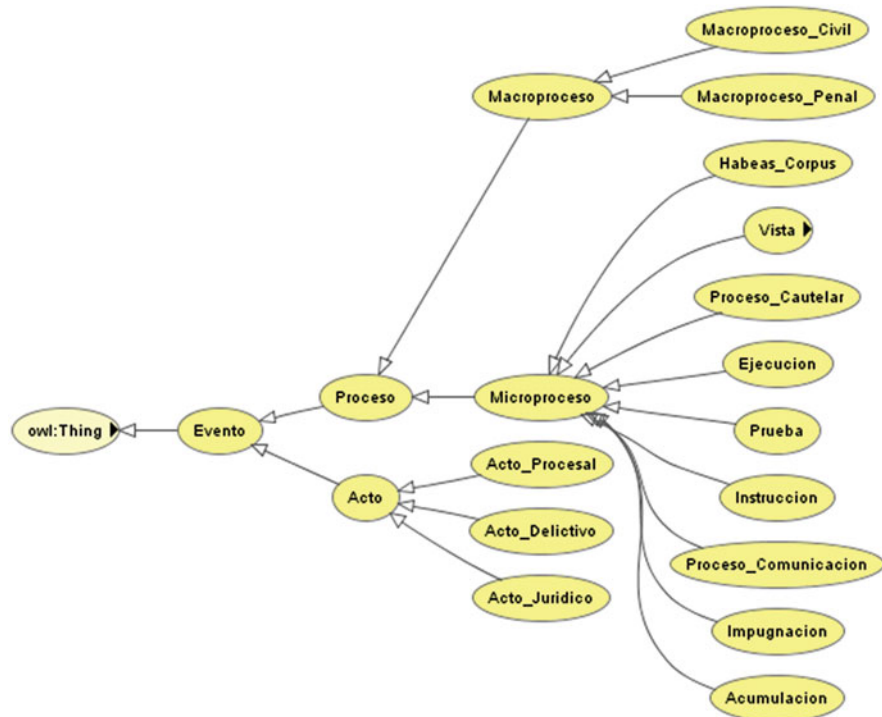 Macroproceso_Civil
Macroproceso
Macroproceso_Penal
Habeas_Corpus
Vista
Proceso_Cautelar
Ejecucion
Proceso
Microproceso
owl:Thing
Evento
Prueba
Acto_Procesal
Acto
Instruccion
Acto_Delictivo
Proceso_Comunicacion
Acto_Juridico
Impugnacion
Acumulacion